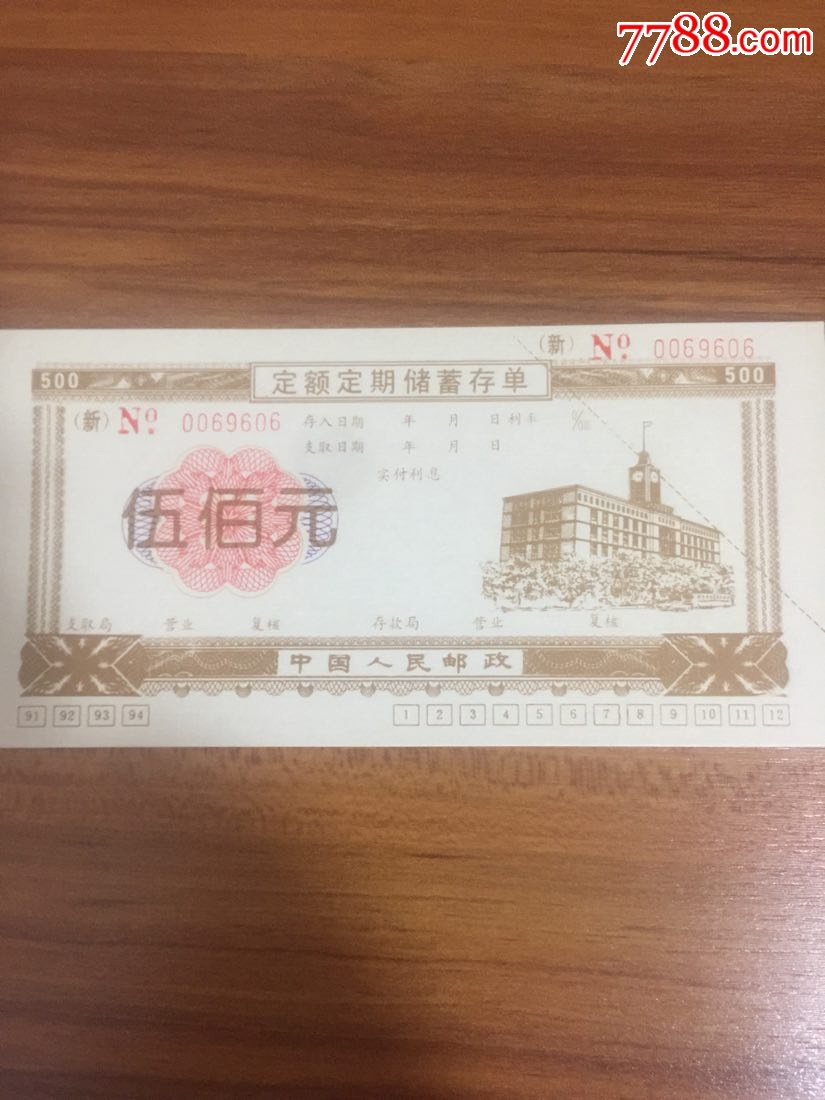 7788.com
(新) No. 0069606
500 定额定期储蓄存单 500
(新) No. 0069606 存入日期 年 月 日 利率 ‰
支取日期 年 月 日
实付利息
伍佰元
支取局 营业 复核 存款局 营业 复核
中国人民邮政
91 92 93 94 1 2 3 4 5 6 7 8 9 10 11 12